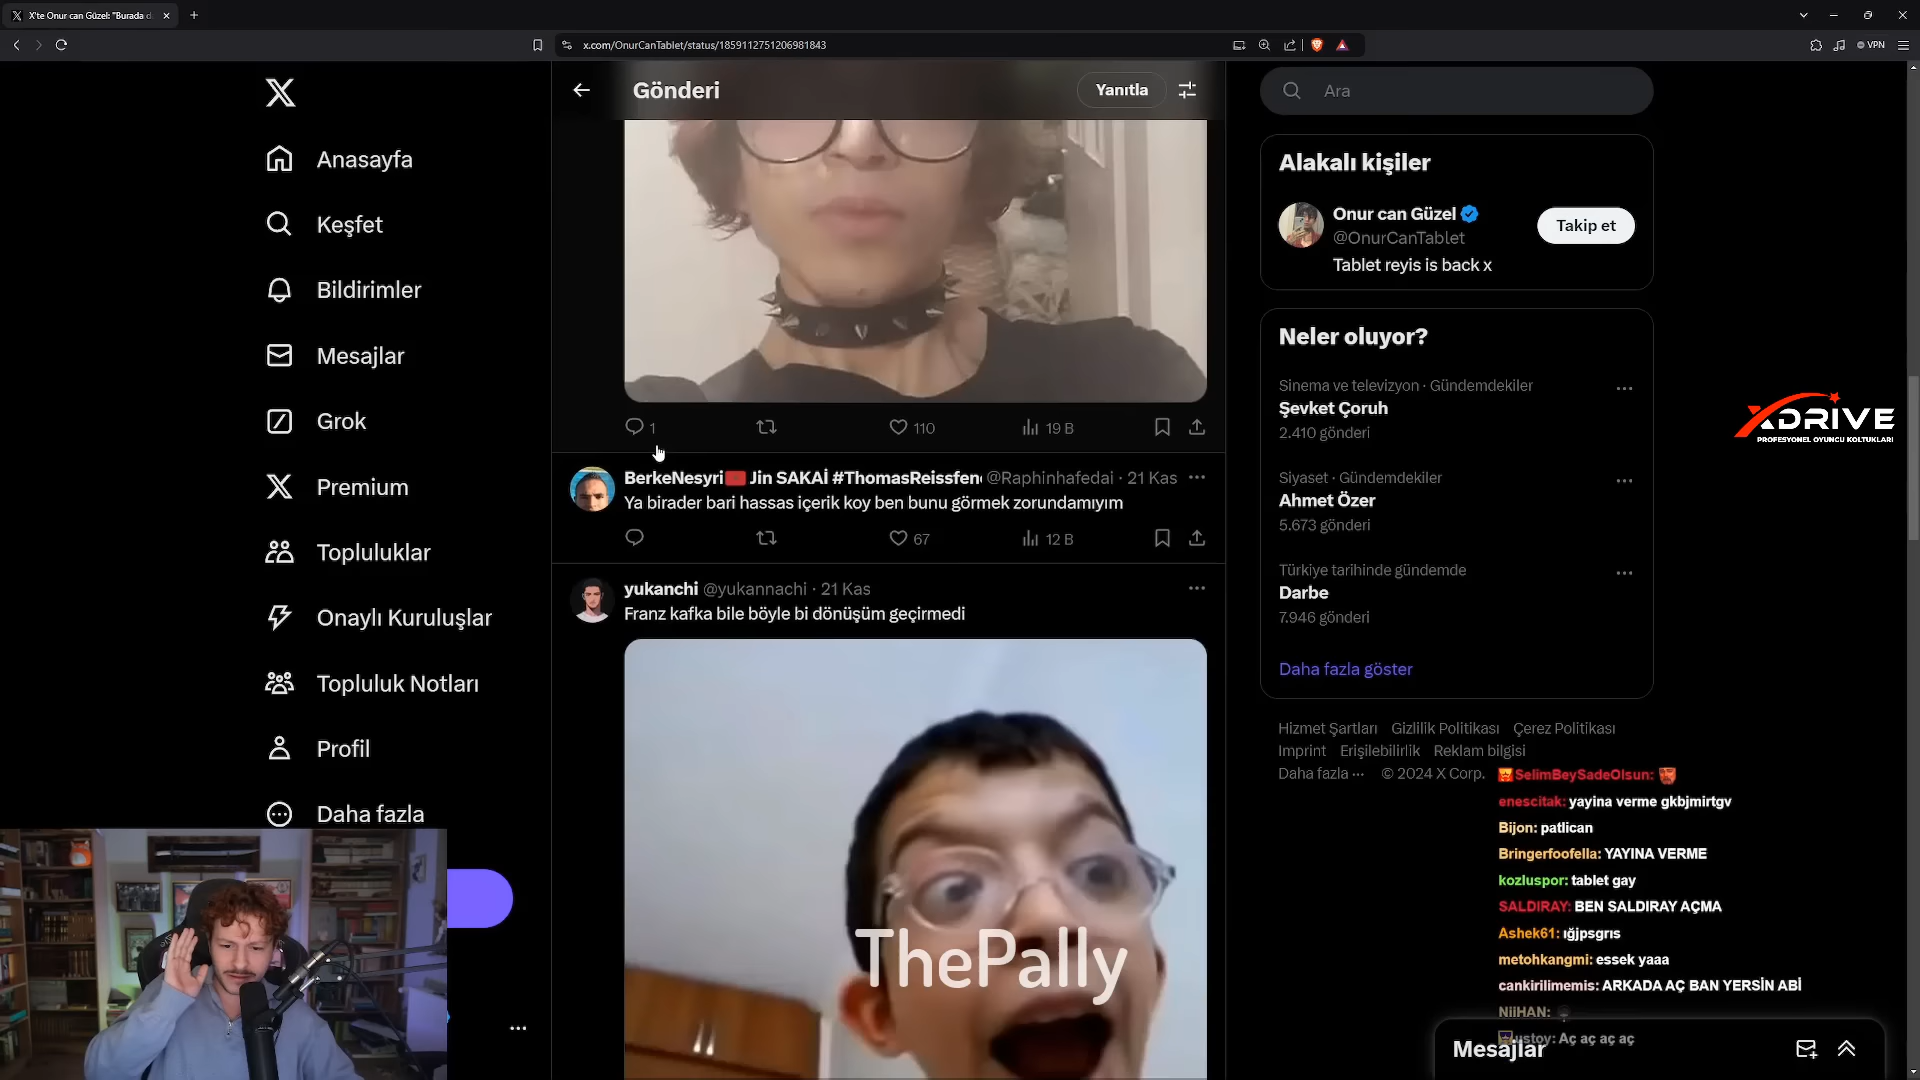 X'te Onur can Güzel: "Burada d
x.com/OnurCanTablet/status/1859112751206981843
VPN
Anasayfa
Keşfet
Bildirimler
Mesajlar
Grok
Premium
Topluluklar
Onaylı Kuruluşlar
Topluluk Notları
Profil
Daha fazla
Gönderi
Yanıtla
1
110
19 B
BerkeNesyri Jin SAKAİ #ThomasReissfen @Raphinhafedai · 21 Kas
Ya birader bari hassas içerik koy ben bunu görmek zorundamıyım
67
12 B
yukanchi @yukannachi · 21 Kas
Franz kafka bile böyle bi dönüşüm geçirmedi
ThePally
Ara
Alakalı kişiler
Onur can Güzel
@OnurCanTablet
Takip et
Tablet reyis is back x
Neler oluyor?
Sinema ve televizyon · Gündemdekiler
Şevket Çoruh
2.410 gönderi
Siyaset · Gündemdekiler
Ahmet Özer
5.673 gönderi
Türkiye tarihinde gündemde
Darbe
7.946 gönderi
Daha fazla göster
Hizmet Şartları Gizlilik Politikası Çerez Politikası
Imprint Erişilebilirlik Reklam bilgisi
Daha fazla ··· © 2024 X Corp.
XDRIVE
PROFESYONEL OYUNCU KOLTUKLARI
SelimBeySadeOlsun:
enescitak: yayina verme gkbjmirtgv
Bijon: patlican
Bringerfoofella: YAYINA VERME
kozluspor: tablet gay
SALDIRAY: BEN SALDIRAY AÇMA
Ashek61: ığjpsgrıs
metohkangmi: essek yaaa
cankirilimemis: ARKADA AÇ BAN YERSİN ABİ
NiiHAN:
ustoy: Aç aç aç aç
Mesajlar